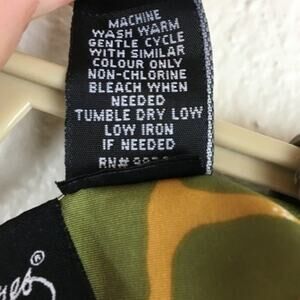 MACHINE
WASH WARM
GENTLE CYCLE
WITH SIMILAR
COLOUR ONLY
NON-CHLORINE
BLEACH WHEN
NEEDED
TUMBLE DRY LOW
LOW IRON
IF NEEDED
RN#
®